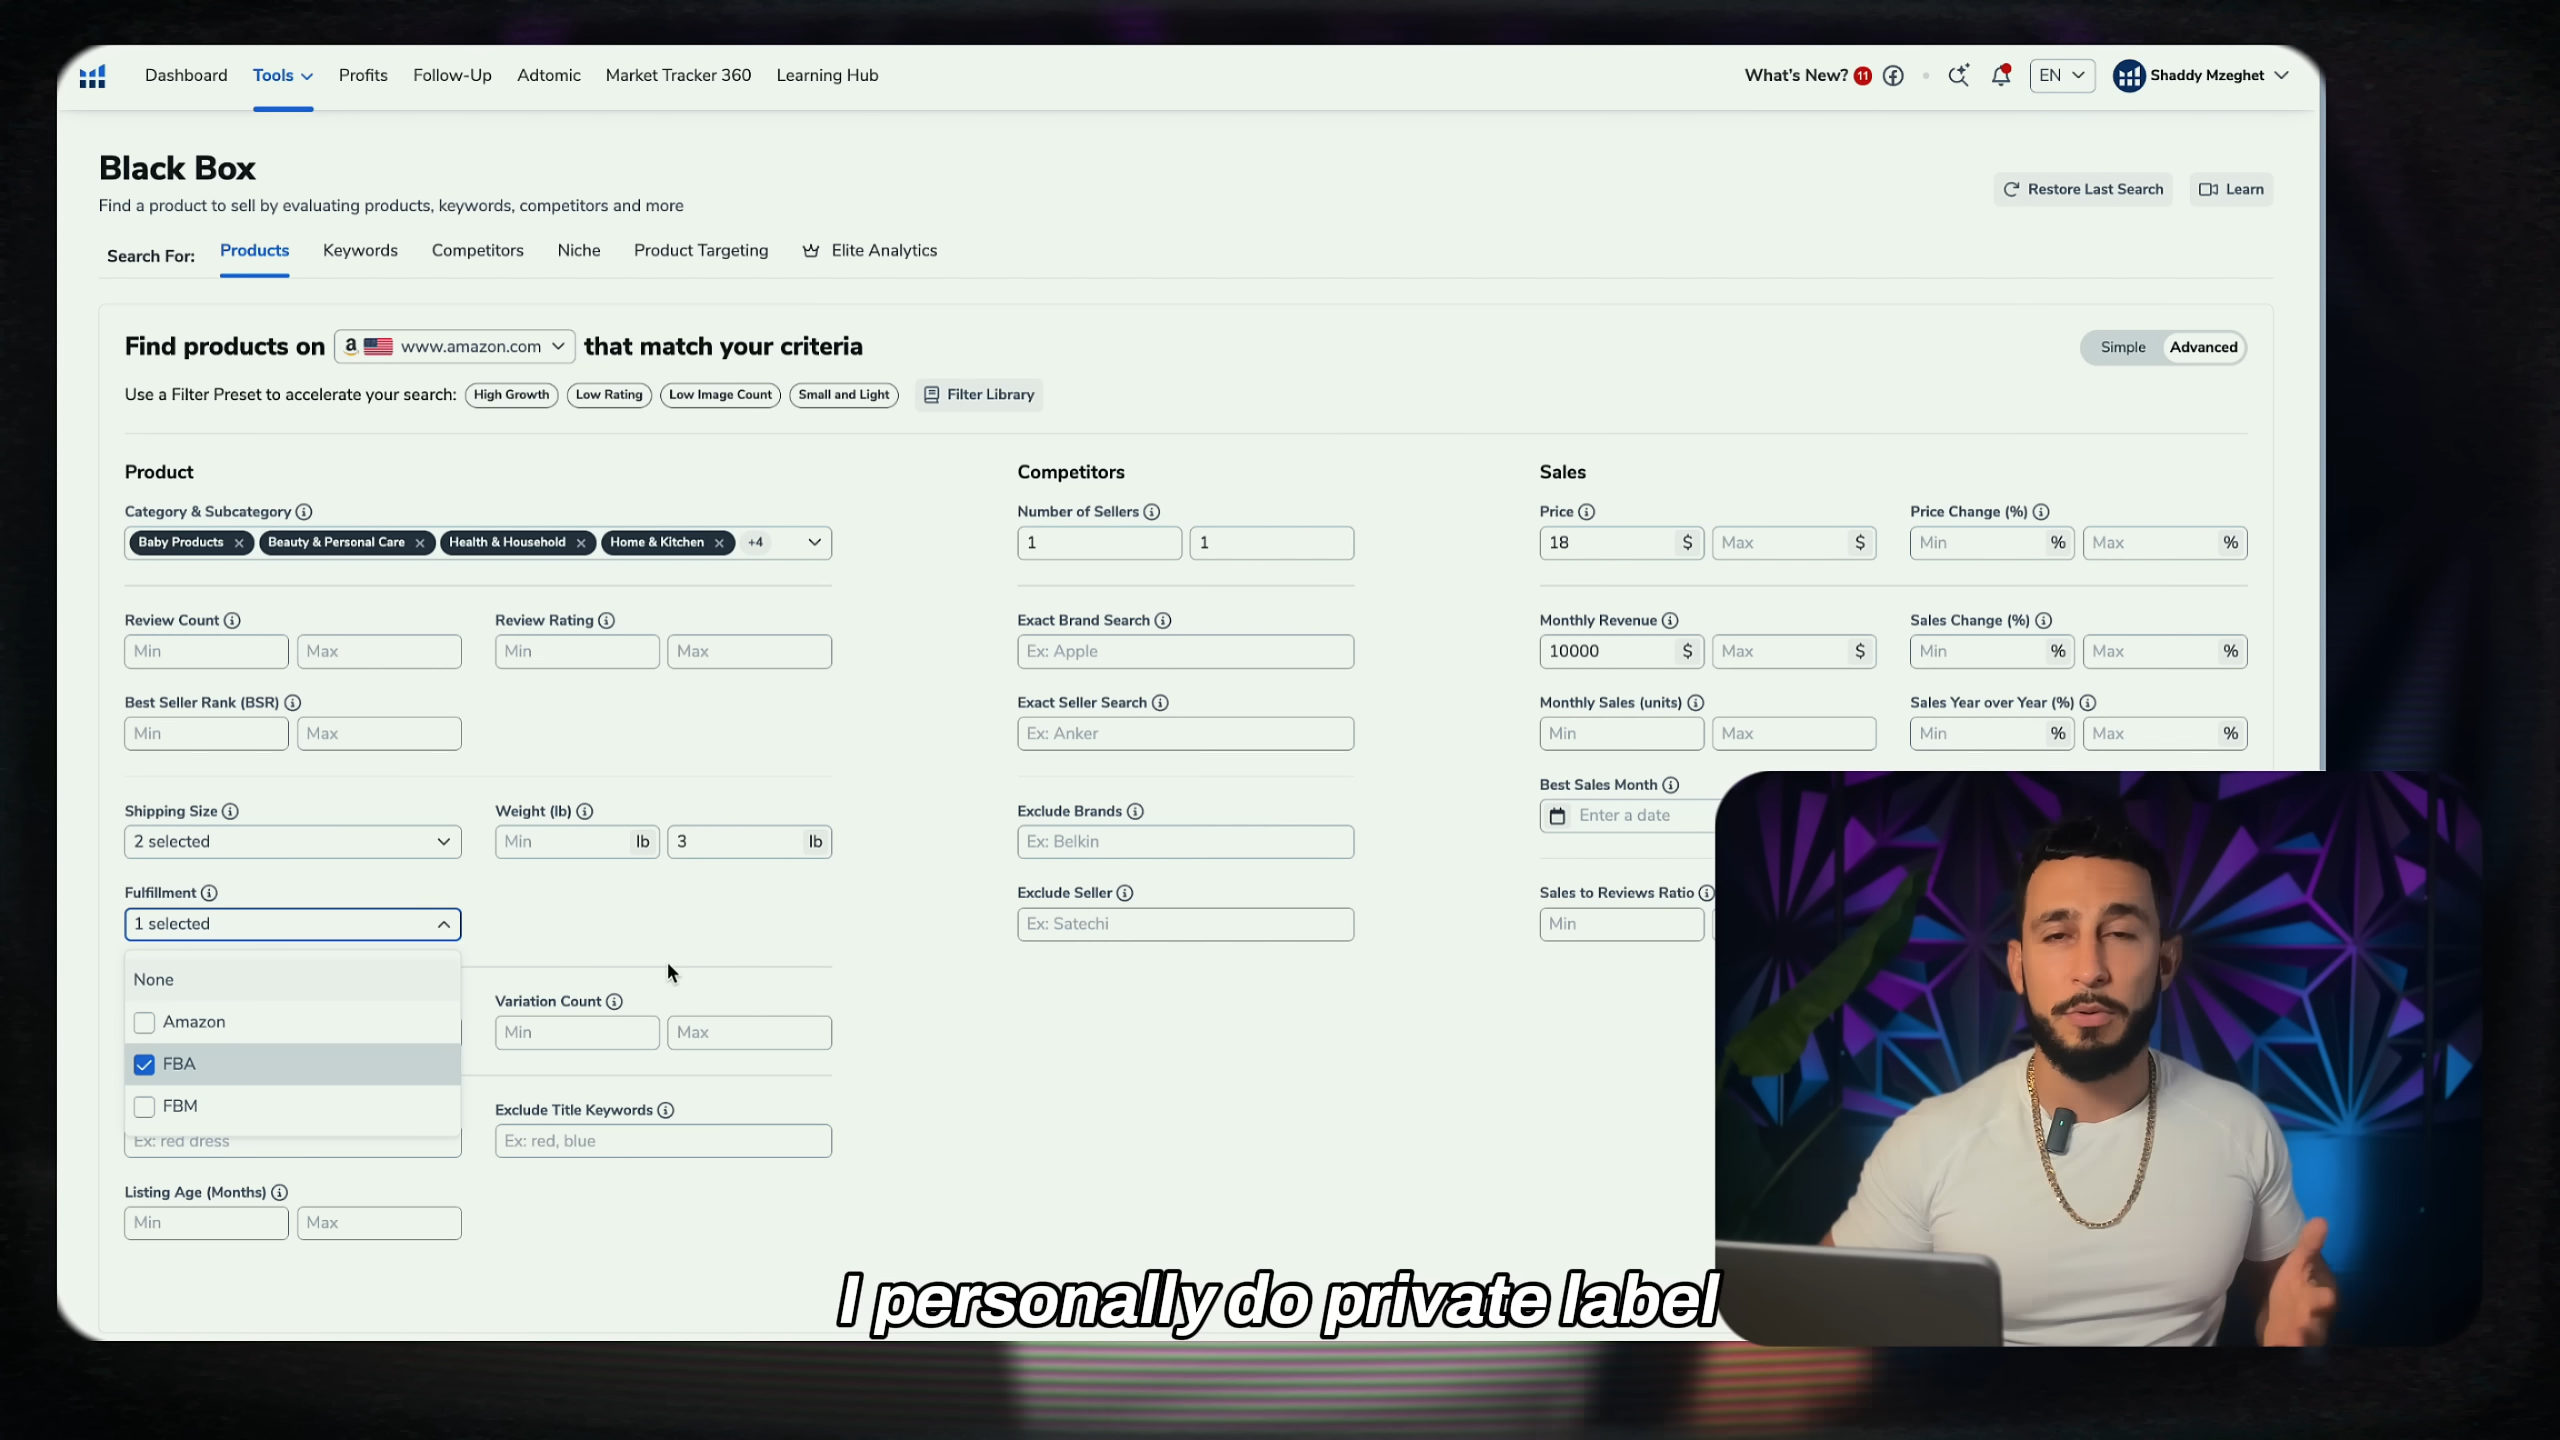 Dashboard Tools Profits Follow-Up Adtomic Market Tracker 360 Learning Hub What's New? 11 EN Shaddy Mzeghet
Black Box
Find a product to sell by evaluating products, keywords, competitors and more
Restore Last Search Learn
Search For: Products Keywords Competitors Niche Product Targeting Elite Analytics
Find products on a www.amazon.com that match your criteria
Simple Advanced
Use a Filter Preset to accelerate your search: High Growth Low Rating Low Image Count Small and Light Filter Library
Product
Category & Subcategory
Baby Products Beauty & Personal Care Health & Household Home & Kitchen +4
Review Count Review Rating
Min Max Min Max
Best Seller Rank (BSR)
Min Max
Shipping Size Weight (lb)
2 selected Min lb 3 lb
Fulfillment
1 selected
None
Amazon
FBA
FBM
Variation Count
Min Max
Exclude Title Keywords
Ex: red dress Ex: red, blue
Listing Age (Months)
Min Max
Competitors
Number of Sellers
1 1
Exact Brand Search
Ex: Apple
Exact Seller Search
Ex: Anker
Exclude Brands
Ex: Belkin
Exclude Seller
Ex: Satechi
Sales
Price Price Change (%)
18 $ Max $ Min % Max %
Monthly Revenue Sales Change (%)
10000 $ Max $ Min % Max %
Monthly Sales (units) Sales Year over Year (%)
Min Max Min % Max %
Best Sales Month
Enter a date
Sales to Reviews Ratio
Min
I personally do private label